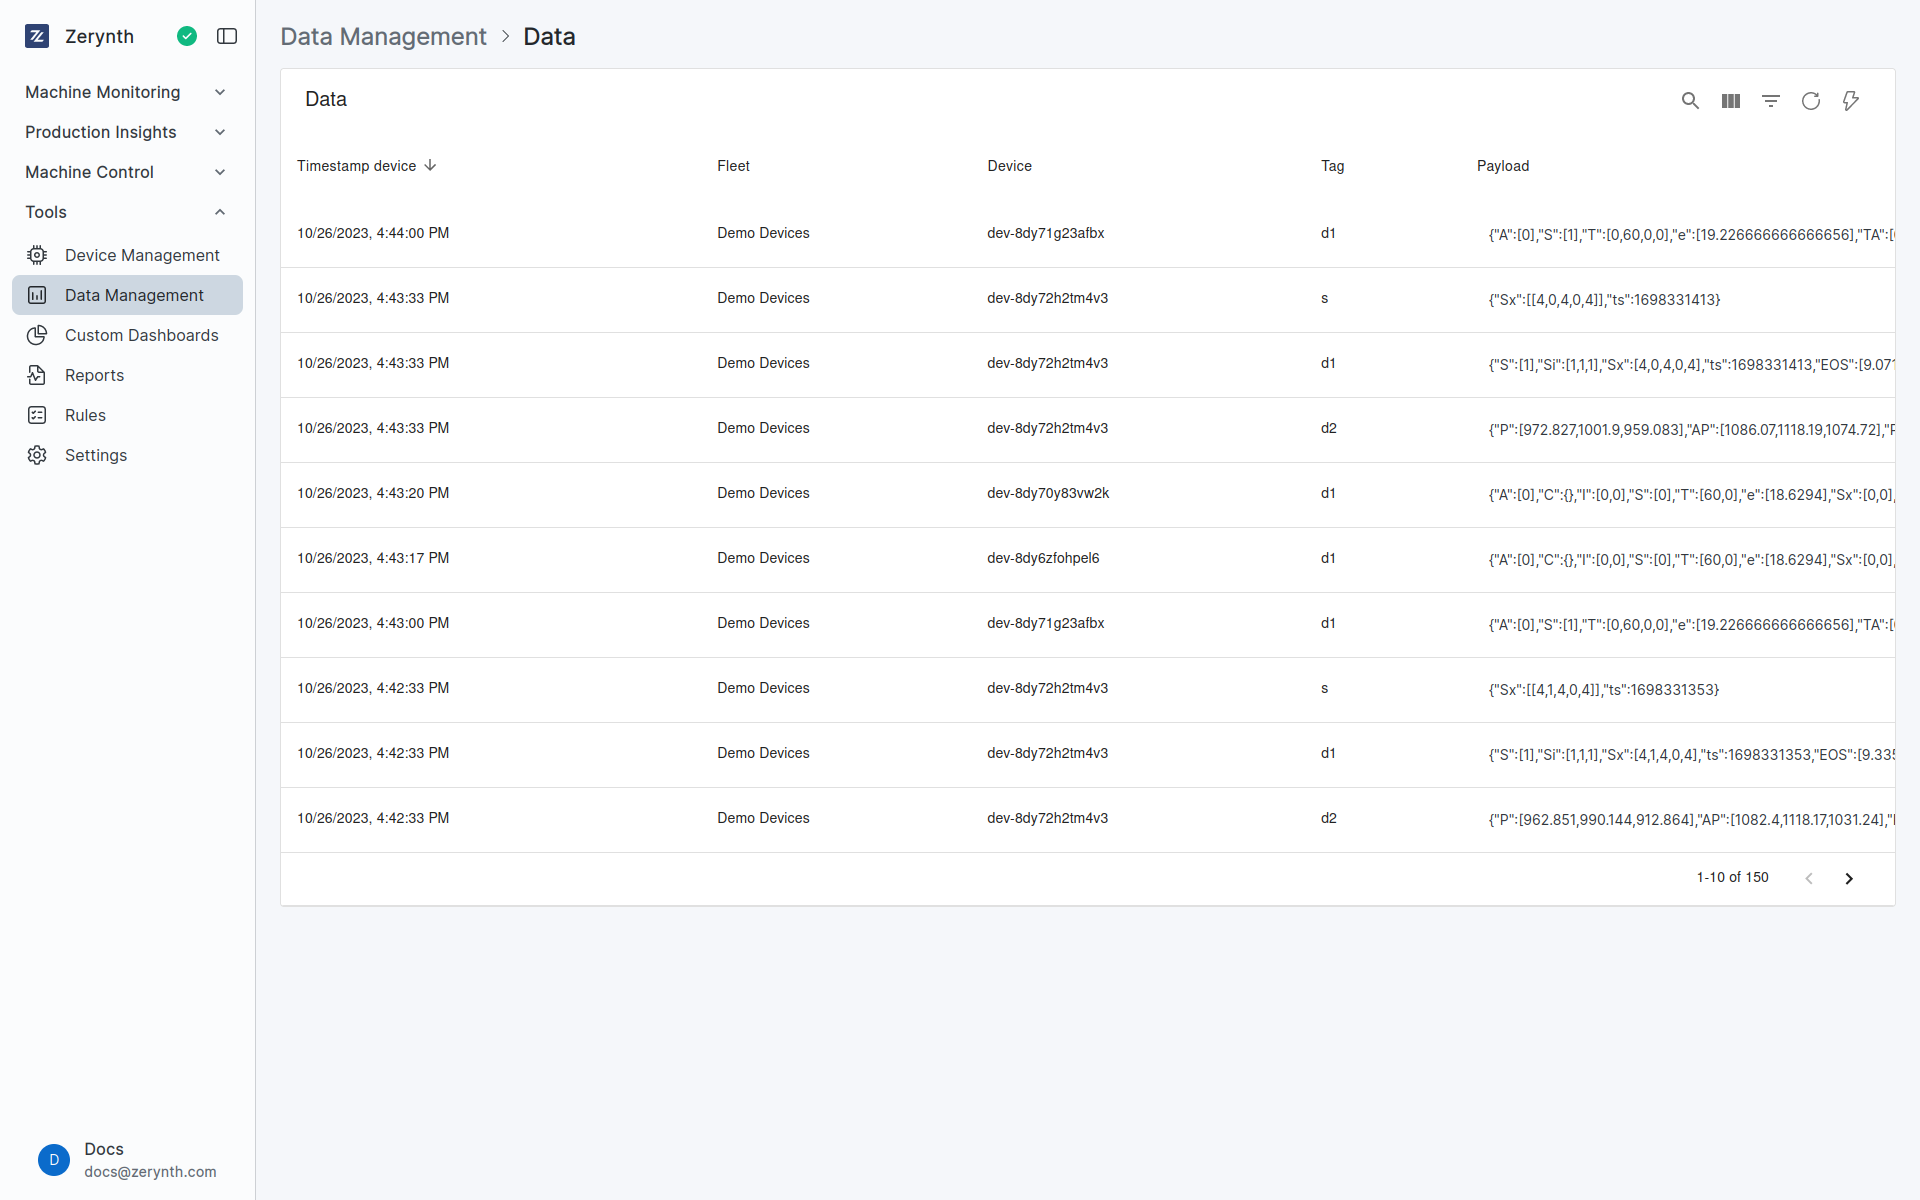 Zerynth
Machine Monitoring
Production Insights
Machine Control
Tools
Device Management
Data Management
Custom Dashboards
Reports
Rules
Settings
D
Docs
docs@zerynth.com
Data Management > Data
Data
Timestamp device Fleet Device Tag Payload
10/26/2023, 4:44:00 PM Demo Devices dev-8dy71g23afbx d1 {"A":[0],"S":[1],"T":[0,60,0,0],"e":[19.226666666666656],"TA":[
10/26/2023, 4:43:33 PM Demo Devices dev-8dy72h2tm4v3 s {"Sx":[[4,0,4,0,4]],"ts":1698331413}
10/26/2023, 4:43:33 PM Demo Devices dev-8dy72h2tm4v3 d1 {"S":[1],"Si":[1,1,1],"Sx":[4,0,4,0,4],"ts":1698331413,"EOS":[9.071
10/26/2023, 4:43:33 PM Demo Devices dev-8dy72h2tm4v3 d2 {"P":[972.827,1001.9,959.083],"AP":[1086.07,1118.19,1074.72],"
10/26/2023, 4:43:20 PM Demo Devices dev-8dy70y83vw2k d1 {"A":[0],"C":{},"I":[0,0],"S":[0],"T":[60,0],"e":[18.6294],"Sx":[0,0],
10/26/2023, 4:43:17 PM Demo Devices dev-8dy6zfohpel6 d1 {"A":[0],"C":{},"I":[0,0],"S":[0],"T":[60,0],"e":[18.6294],"Sx":[0,0],
10/26/2023, 4:43:00 PM Demo Devices dev-8dy71g23afbx d1 {"A":[0],"S":[1],"T":[0,60,0,0],"e":[19.226666666666656],"TA":[
10/26/2023, 4:42:33 PM Demo Devices dev-8dy72h2tm4v3 s {"Sx":[[4,1,4,0,4]],"ts":1698331353}
10/26/2023, 4:42:33 PM Demo Devices dev-8dy72h2tm4v3 d1 {"S":[1],"Si":[1,1,1],"Sx":[4,1,4,0,4],"ts":1698331353,"EOS":[9.335
10/26/2023, 4:42:33 PM Demo Devices dev-8dy72h2tm4v3 d2 {"P":[962.851,990.144,912.864],"AP":[1082.4,1118.17,1031.24],"
1-10 of 150